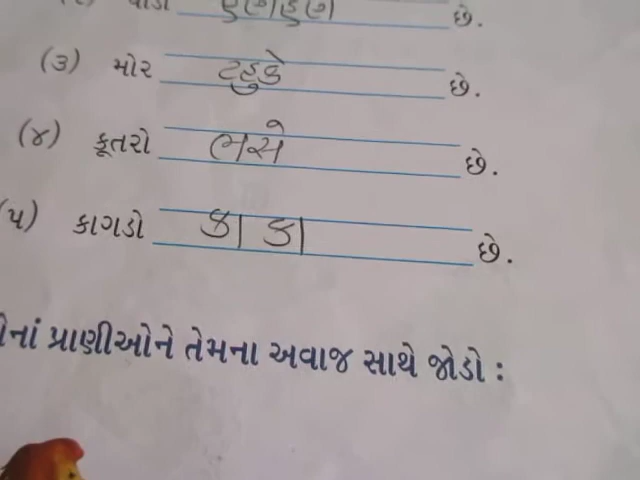 (૩) મોર ટહુકે છે.
(૪) કૂતરો ભસે છે.
(૫) કાગડો કા કા છે.
પ્રાણીઓને તેમના અવાજ સાથે જોડો :